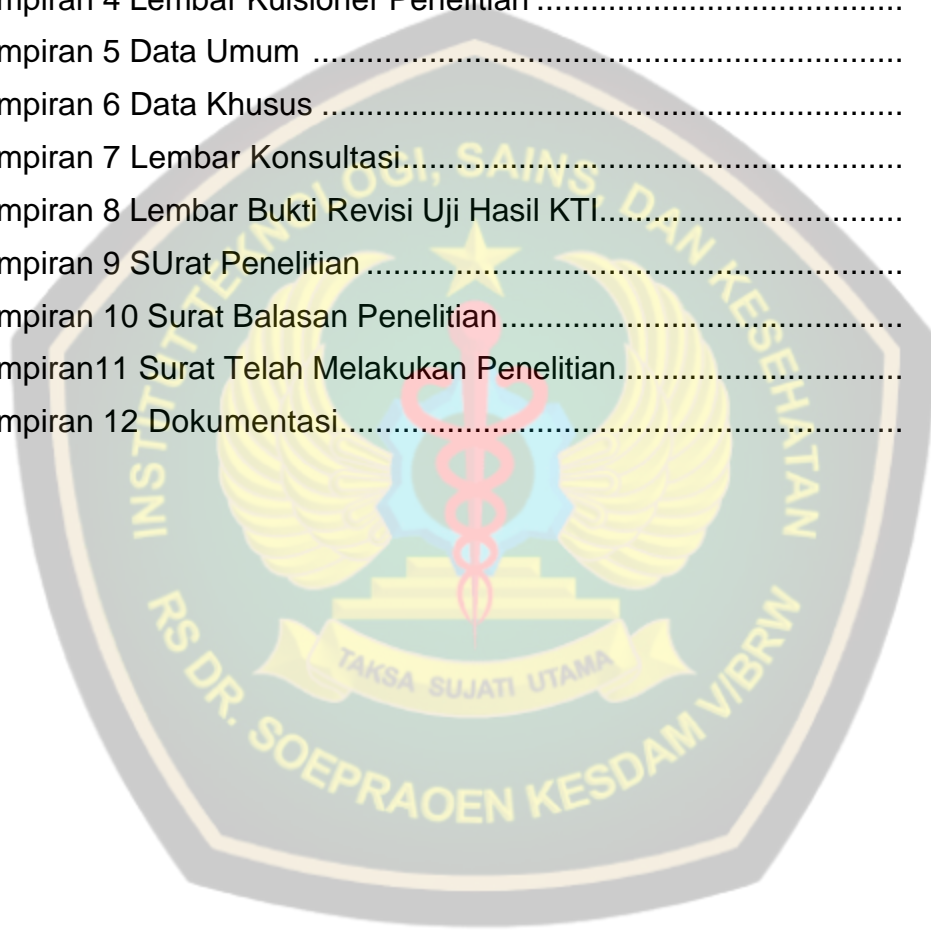 mpiran 4 Lembar Kuisioner Penelitian
mpiran 5 Data Umum
mpiran 6 Data Khusus
mpiran 7 Lembar Konsultasi
mpiran 8 Lembar Bukti Revisi Uji Hasil KTI
mpiran 9 SUrat Penelitian
mpiran 10 Surat Balasan Penelitian
mpiran11 Surat Telah Melakukan Penelitian
mpiran 12 Dokumentasi
INSTITUT TEKNOLOGI, SAINS, DAN KESEHATAN
TAKSA SUJATI UTAMA
RS DR. SOEPRAOEN KESDAM V/BRW